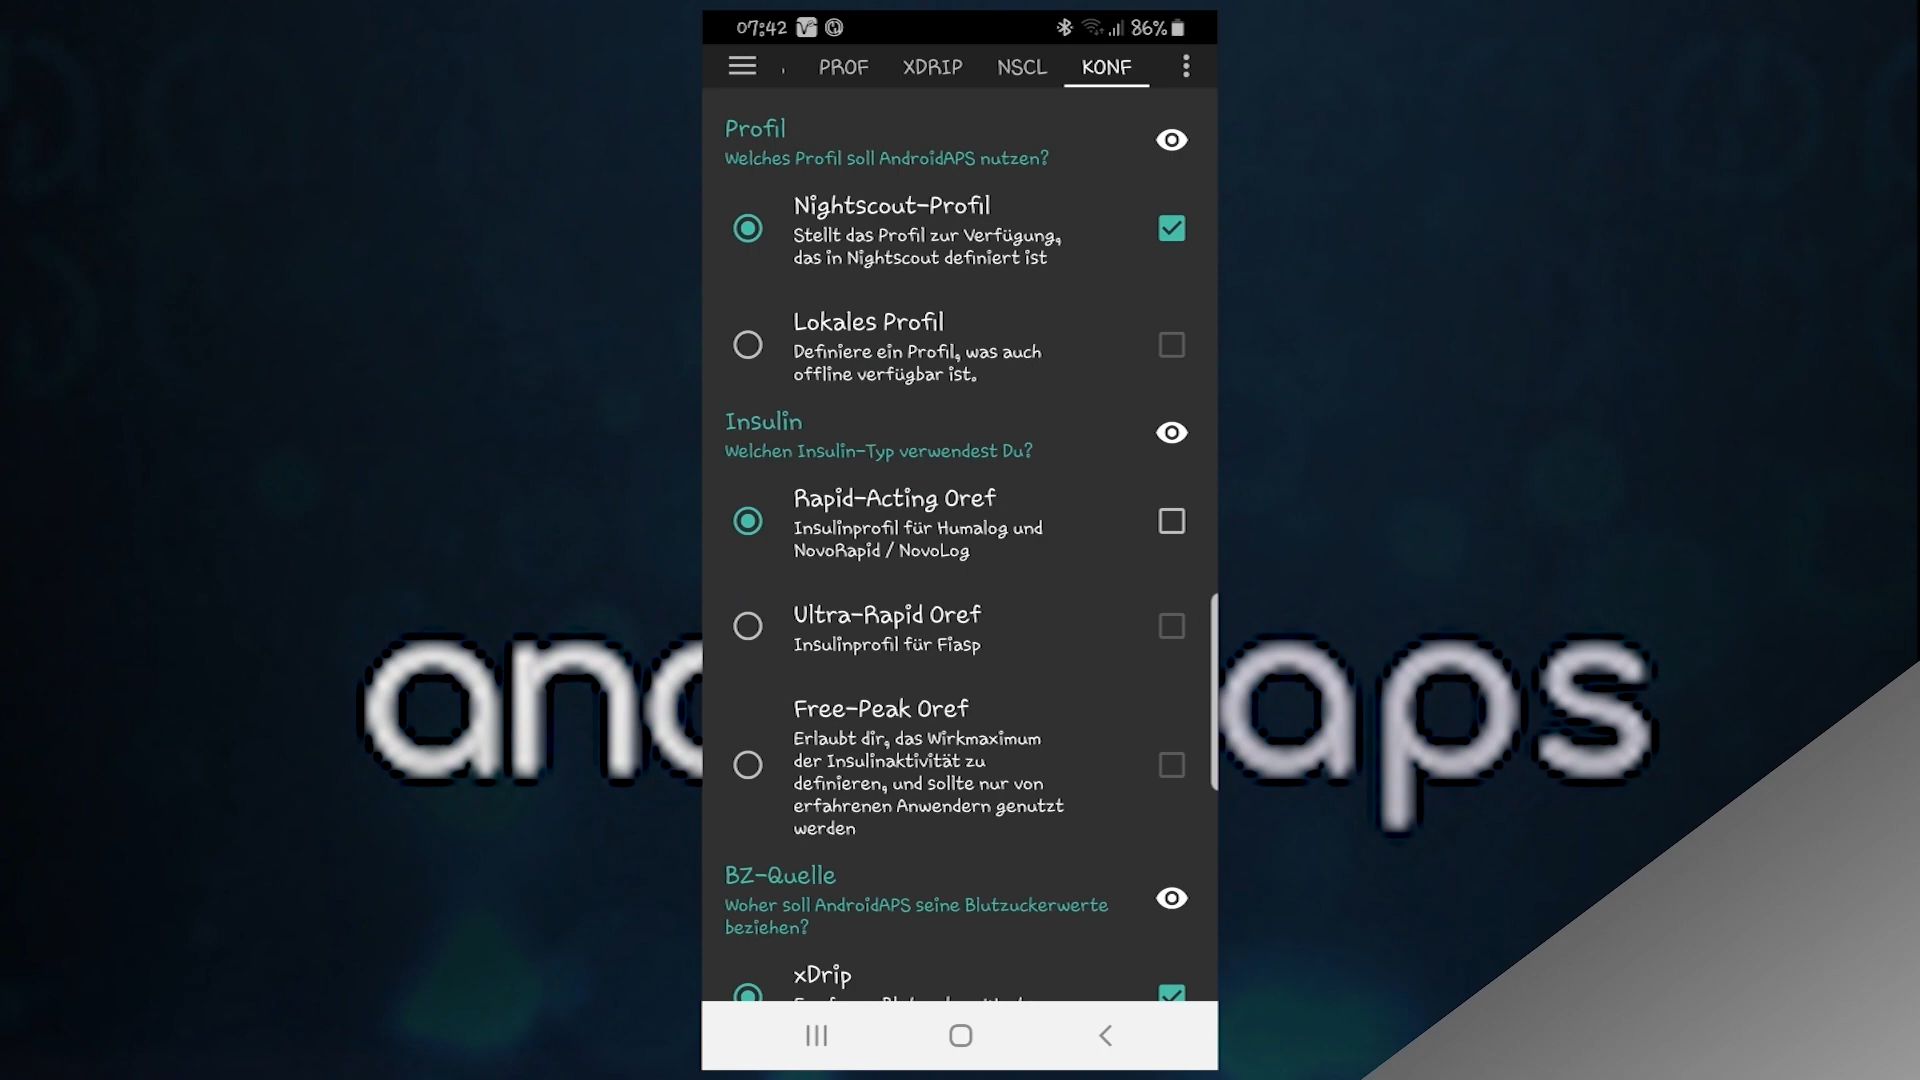 07:42 86%
PROF XDRIP NSCL KONF
Profil
Welches Profil soll AndroidAPS nutzen?
Nightscout-Profil
Stellt das Profil zur Verfügung,
das in Nightscout definiert ist
Lokales Profil
Definiere ein Profil, was auch
offline verfügbar ist.
Insulin
Welchen Insulin-Typ verwendest Du?
Rapid-Acting Oref
Insulinprofil für Humalog und
NovoRapid / NovoLog
Ultra-Rapid Oref
Insulinprofil für Fiasp
Free-Peak Oref
Erlaubt dir, das Wirkmaximum
der Insulinaktivität zu
definieren, und sollte nur von
erfahrenen Anwendern genutzt
werden
BZ-Quelle
Woher soll AndroidAPS seine Blutzuckerwerte
beziehen?
xDrip
and aps